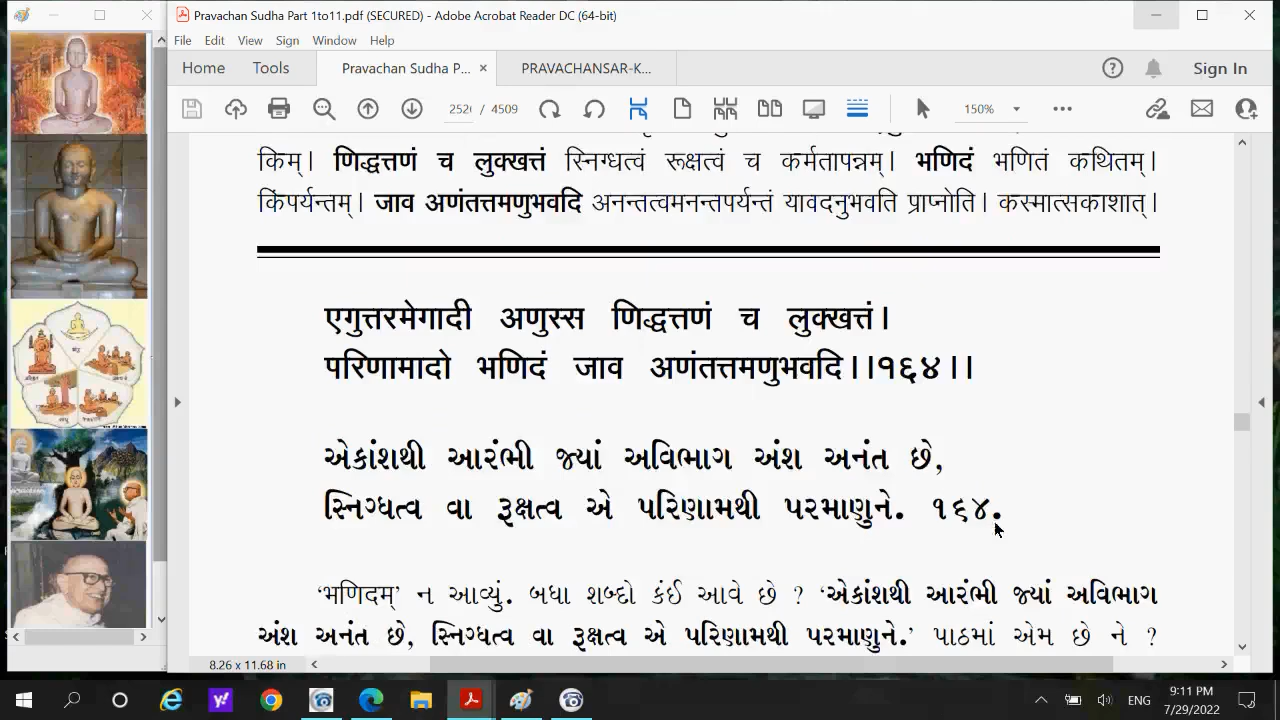 Pravachan Sudha Part 1to11.pdf (SECURED) - Adobe Acrobat Reader DC (64-bit)
File Edit View Sign Window Help
Home Tools Pravachan Sudha P... × PRAVACHANSAR-K... Sign In
2526 / 4509 150%
किम्। णिद्धत्तणं च लुक्खत्तं स्निग्धत्वं रूक्षत्वं च कर्मतापन्नम्। भणिदं भणितं कथितम्।
किंपर्यन्तम्। जाव अणंतत्तमणुभवदि अनन्तत्वमनन्तपर्यन्तं यावदनुभवति प्राप्नोति। कस्मात्सकाशात्।
एगुत्तरमेगादी अणुस्स णिद्धत्तणं च लुक्खत्तं।
परिणामादो भणिदं जाव अणंतत्तमणुभवदि।।१६४।।
એકાંશથી આરંભી જ્યાં અવિભાગ અંશ અનંત છે,
સ્નિગ્ધત્વ વા રૂક્ષત્વ એ પરિણામથી પરમાણુને. ૧૬૪.
'ભણિદમ્' ન આવ્યું. બધા શબ્દો કંઈ આવે છે ? 'એકાંશથી આરંભી જ્યાં અવિભાગ
અંશ અનંત છે, સ્નિગ્ધત્વ વા રૂક્ષત્વ એ પરિણામથી પરમાણુને.' પાઠમાં એમ છે ને ?
8.26 x 11.68 in
ENG 9:11 PM
7/29/2022